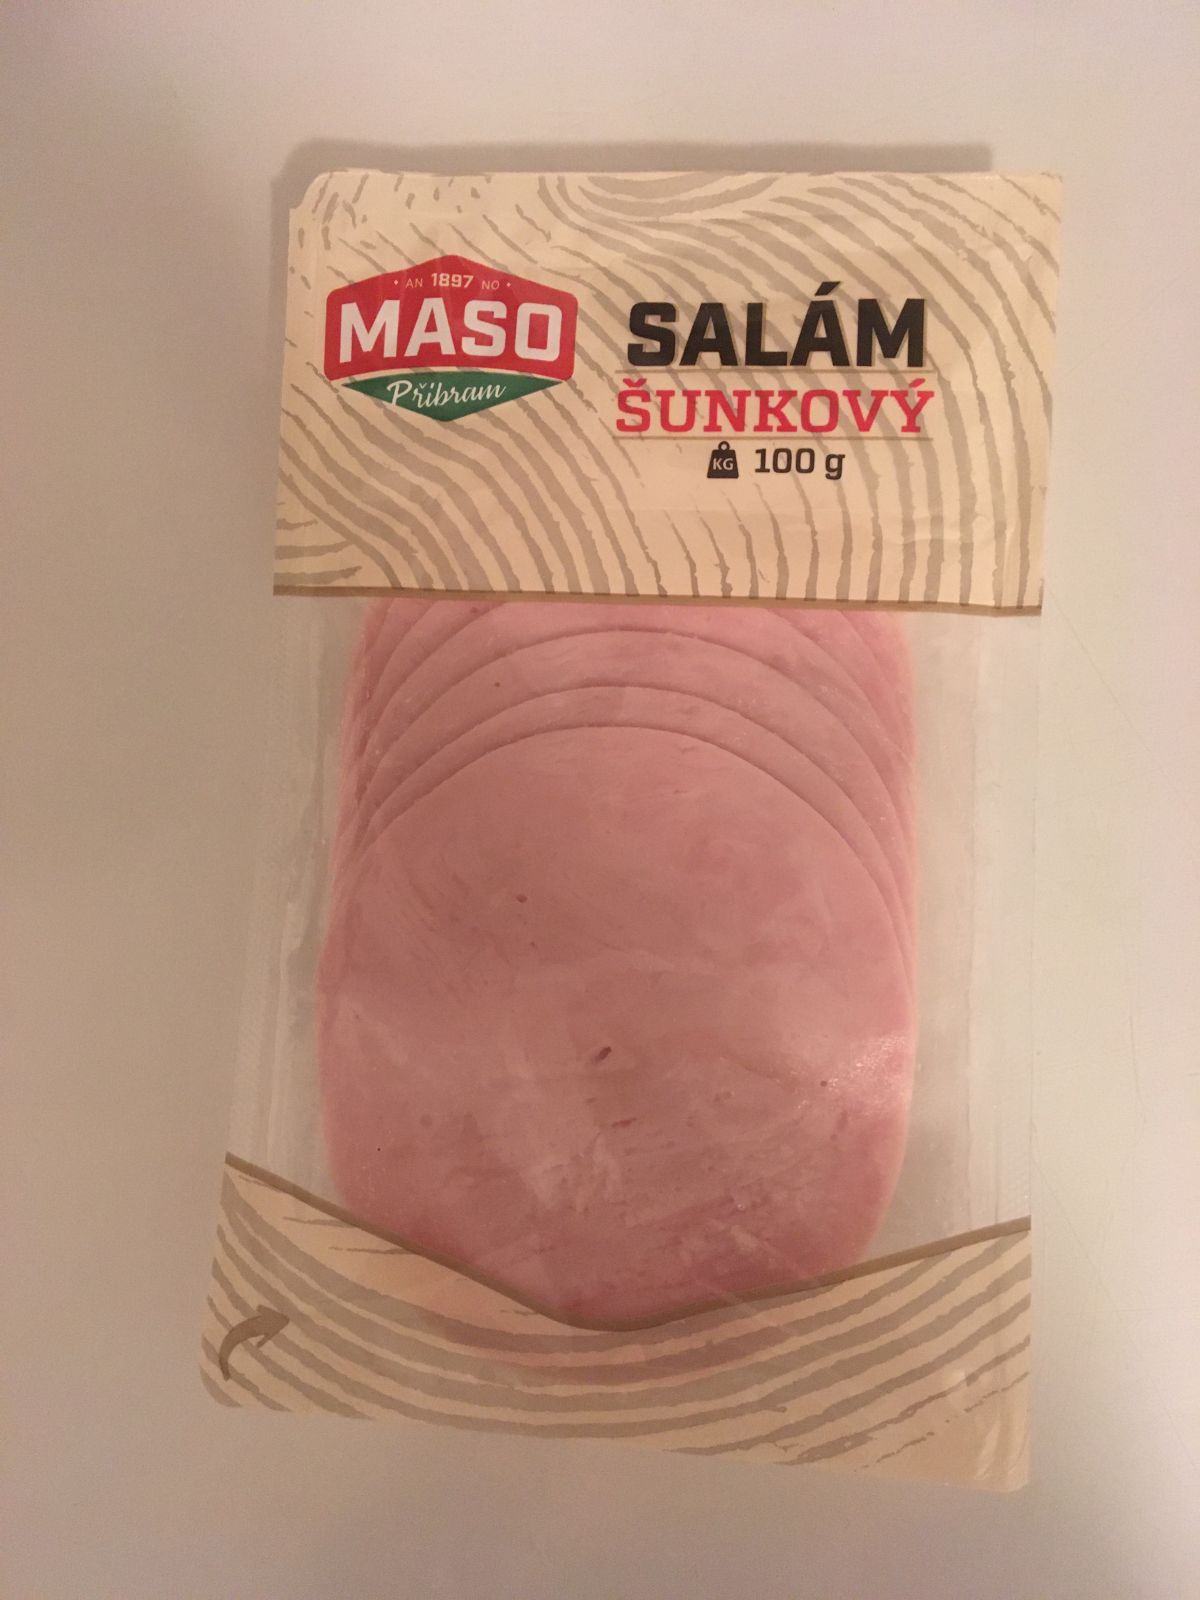 AN 1897 NO
MASO
Příbram
SALÁM
ŠUNKOVÝ
KG 100 g